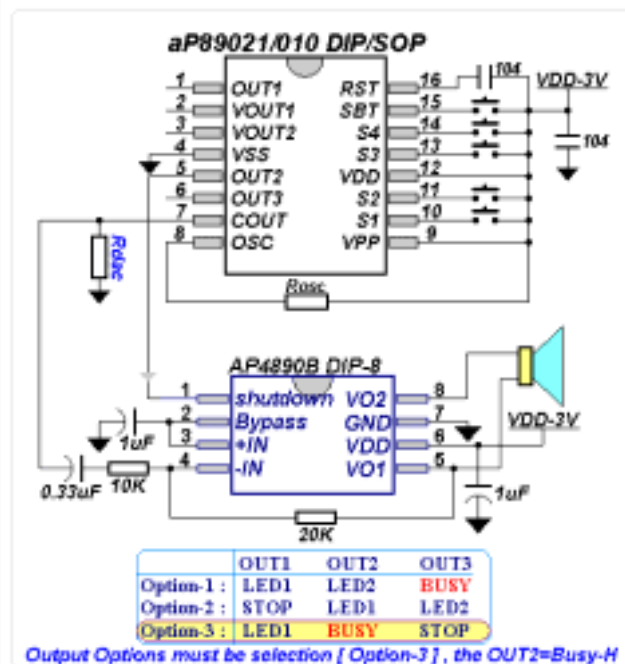 aP89021/010 DIP/SOP
1 OUT1 RST 16 104 VDD-3V
2 VOUT1 SBT 15
3 VOUT2 S4 14
4 VSS S3 13 104
5 OUT2 VDD 12
6 OUT3 S2 11
7 COUT S1 10
8 OSC VPP 9
Rdac
Rosc
AP4890B DIP-8
1 shutdown VO2 8
2 Bypass GND 7 VDD-3V
1uF
3 +IN VDD 6
4 -IN VO1 5
0.33uF 10K 1uF
20K
OUT1 OUT2 OUT3
Option-1 : LED1 LED2 BUSY
Option-2 : STOP LED1 LED2
Option-3 : LED1 BUSY STOP
Output Options must be selection [ Option-3 ] , the OUT2=Busy-H